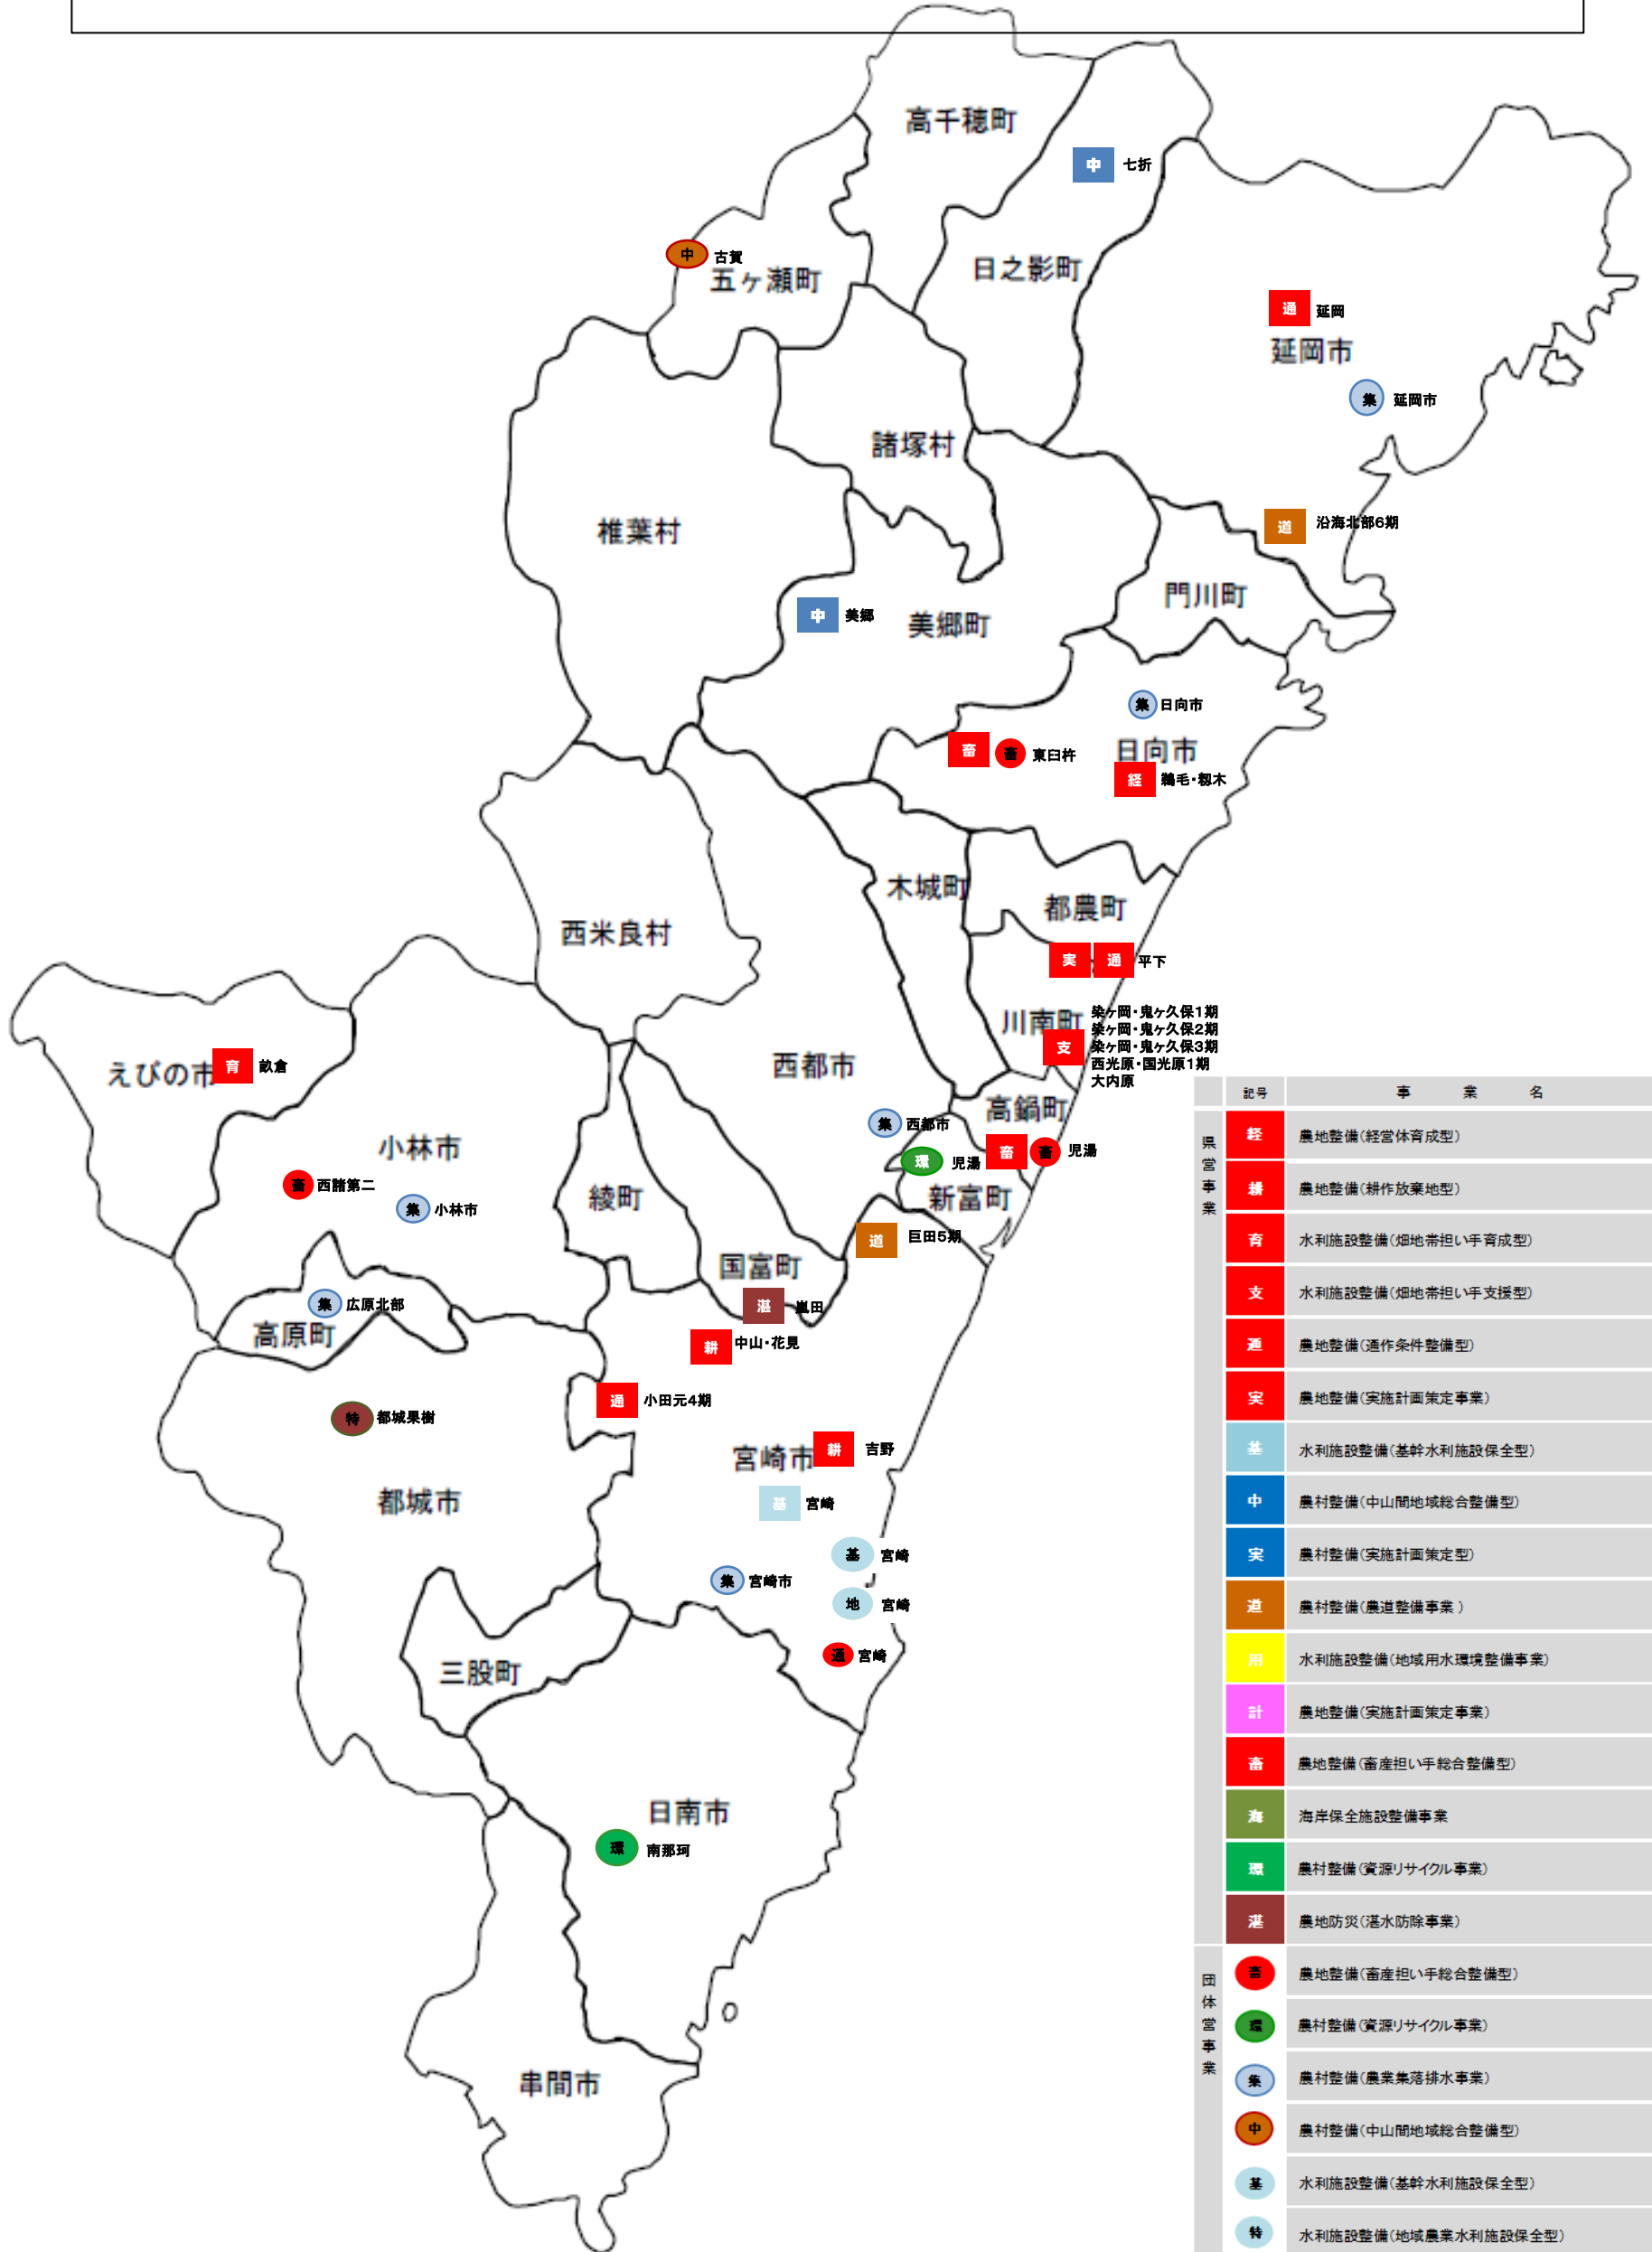 高千穂町
中 七折
中 古賀
五ヶ瀬町
日之影町
通 延岡
延岡市
集 延岡市
諸塚村
椎葉村
道 沿海北部6期
門川町
中 美郷
美郷町
集 日向市
畜 畜 東臼杵
日向市
経 鵜毛・籾木
木城町
都農町
西米良村
実 通 平下
川南町
染ヶ岡・鬼ヶ久保1期
染ヶ岡・鬼ヶ久保2期
支 染ヶ岡・鬼ヶ久保3期
西光原・国光原1期
大内原
えびの市
育 畝倉
西都市
高鍋町
集 西都市
小林市
環 児湯
畜 畜 児湯
畜 西諸第二
新富町
綾町
集 小林市
道 巨田5期
国富町
集 広原北部
湛 嵐田
高原町
耕 中山・花見
通 小田元4期
特 都城果樹
宮崎市
耕 吉野
都城市
基 宮崎
基 宮崎
集 宮崎市
地 宮崎
通 宮崎
三股町
日南市
環 南那珂
串間市
記号 事業名
県営事業
経 農地整備(経営体育成型)
耕 農地整備(耕作放棄地型)
育 水利施設整備(畑地帯担い手育成型)
支 水利施設整備(畑地帯担い手支援型)
通 農地整備(通作条件整備型)
実 農地整備(実施計画策定事業)
基 水利施設整備(基幹水利施設保全型)
中 農村整備(中山間地域総合整備型)
実 農村整備(実施計画策定型)
道 農村整備(農道整備事業)
用 水利施設整備(地域用水環境整備事業)
計 農地整備(実施計画策定事業)
畜 農地整備(畜産担い手総合整備型)
海 海岸保全施設整備事業
環 農村整備(資源リサイクル事業)
湛 農地防災(湛水防除事業)
団体営事業
畜 農地整備(畜産担い手総合整備型)
環 農村整備(資源リサイクル事業)
集 農村整備(農業集落排水事業)
中 農村整備(中山間地域総合整備型)
基 水利施設整備(基幹水利施設保全型)
特 水利施設整備(地域農業水利施設保全型)